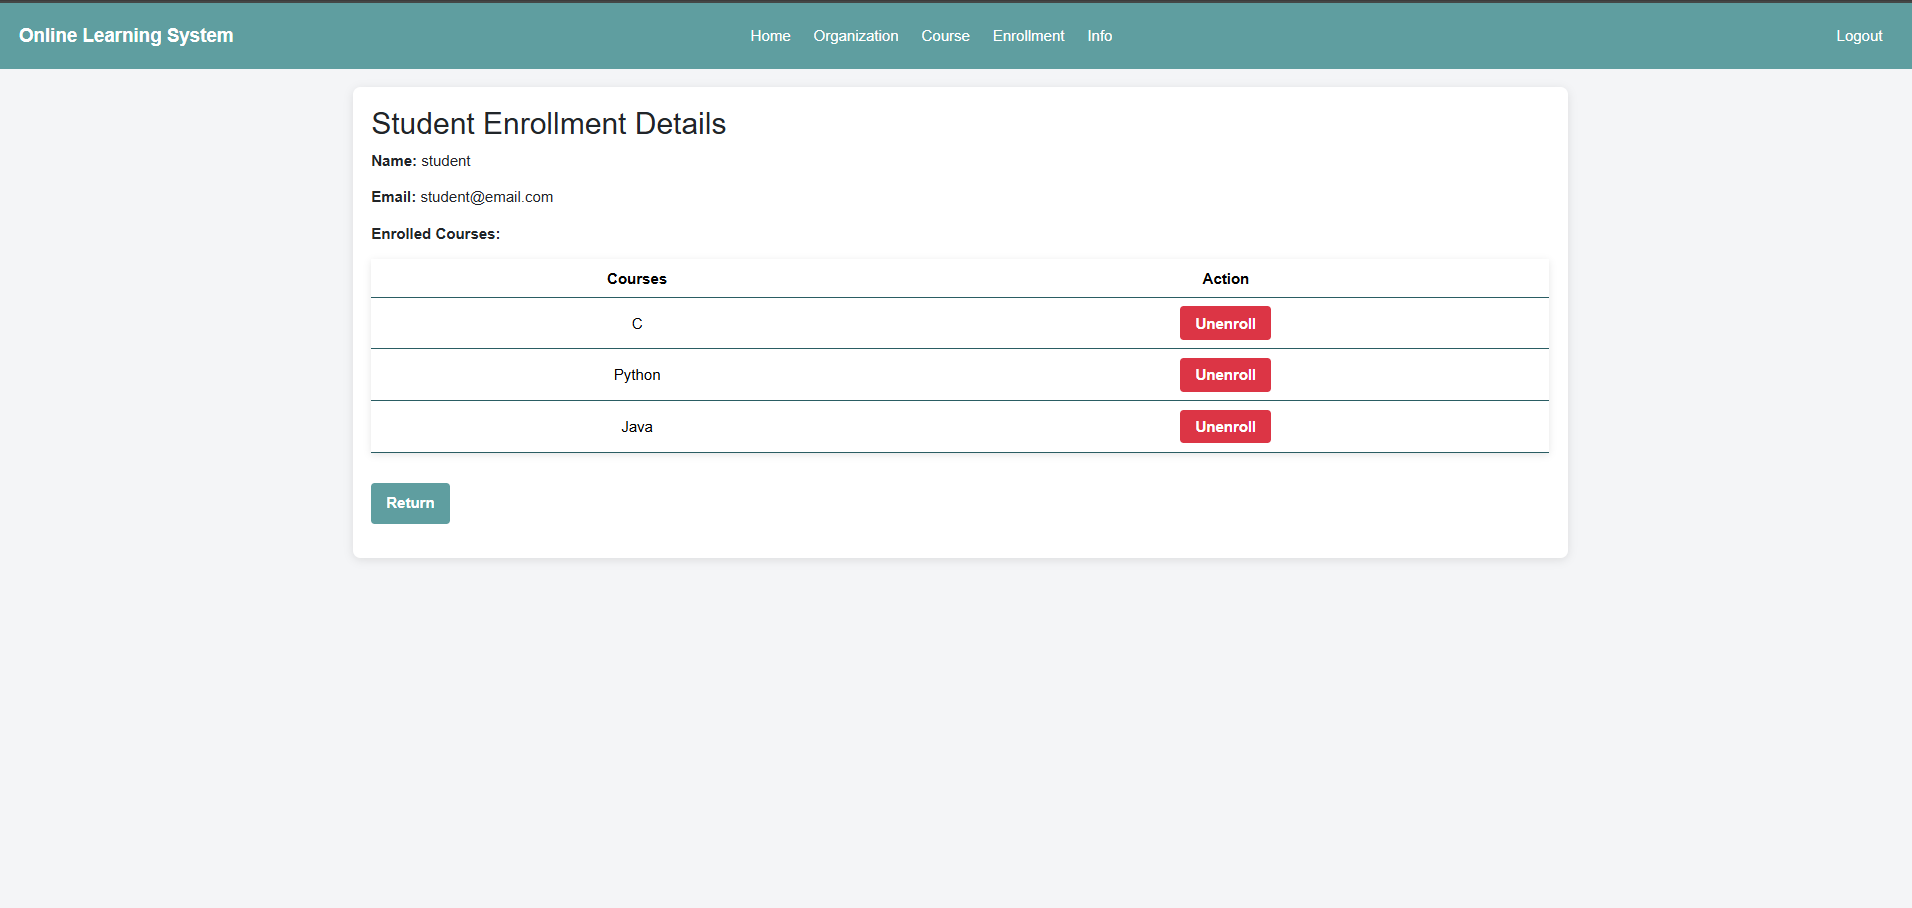 Online Learning System Home Organization Course Enrollment Info Logout
Student Enrollment Details
Name: student
Email: student@email.com
Enrolled Courses:
Courses Action
C Unenroll
Python Unenroll
Java Unenroll
Return